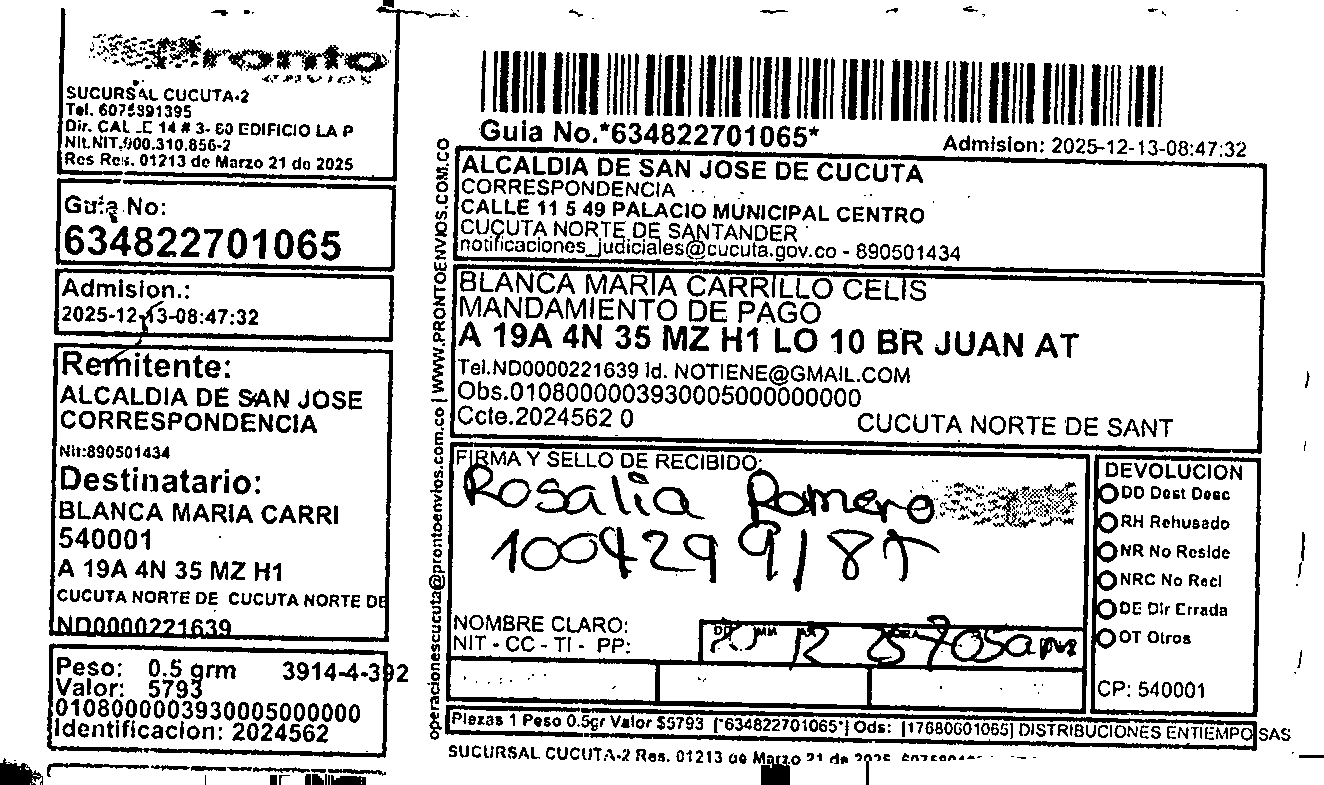 Pronto
envios
SUCURSAL CUCUTA-2
Tel. 6075891395
Dir. CALLE 14 # 3- 60 EDIFICIO LA P
Nit.NIT.900.310.856-2
Res Res. 01213 de Marzo 21 de 2025
Guia No:
634822701065
Admision.:
2025-12-13-08:47:32
Remitente:
ALCALDIA DE SAN JOSE
CORRESPONDENCIA
Nit:890501434
Destinatario:
BLANCA MARIA CARRI
540001
A 19A 4N 35 MZ H1
CUCUTA NORTE DE CUCUTA NORTE DE
ND0000221639
Peso: 0.5 grm 3914-4-392
Valor: 5793
0108000003930005000000
Identificacion: 2024562
operacionescucuta@prontoenvios.com.co | WWW.PRONTOENVIOS.COM.CO
Guia No.*634822701065*
Admision: 2025-12-13-08:47:32
ALCALDIA DE SAN JOSE DE CUCUTA
CORRESPONDENCIA
CALLE 11 5 49 PALACIO MUNICIPAL CENTRO
CUCUTA NORTE DE SANTANDER
notificaciones_judiciales@cucuta.gov.co - 890501434
BLANCA MARIA CARRILLO CELIS
MANDAMIENTO DE PAGO
A 19A 4N 35 MZ H1 LO 10 BR JUAN AT
Tel.ND0000221639 Id. NOTIENE@GMAIL.COM
Obs.0108000003930005000000000
Ccte.2024562 0 CUCUTA NORTE DE SANT
FIRMA Y SELLO DE RECIBIDO:
Rosalia Romero
NOMBRE CLARO:
NIT - CC - TI - PP:
DEVOLUCION
DD Dest Desc
RH Rehusado
NR No Reside
NRC No Recl
DE Dir Errada
OT Otros
CP: 540001
Piezas 1 Peso 0.5gr Valor $5793 [*634822701065*] Ods: [17680601065] DISTRIBUCIONES ENTIEMPO SAS
SUCURSAL CUCUTA-2 Res. 01213 de Marzo 21 de 2025